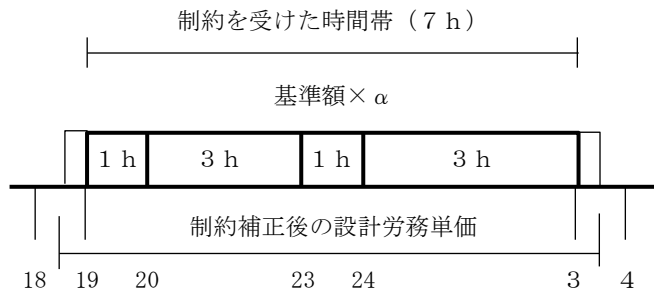 制約を受けた時間帯（７ｈ）
基準額×α
１ｈ ３ｈ １ｈ ３ｈ
制約補正後の設計労務単価
18 19 20 23 24 3 4